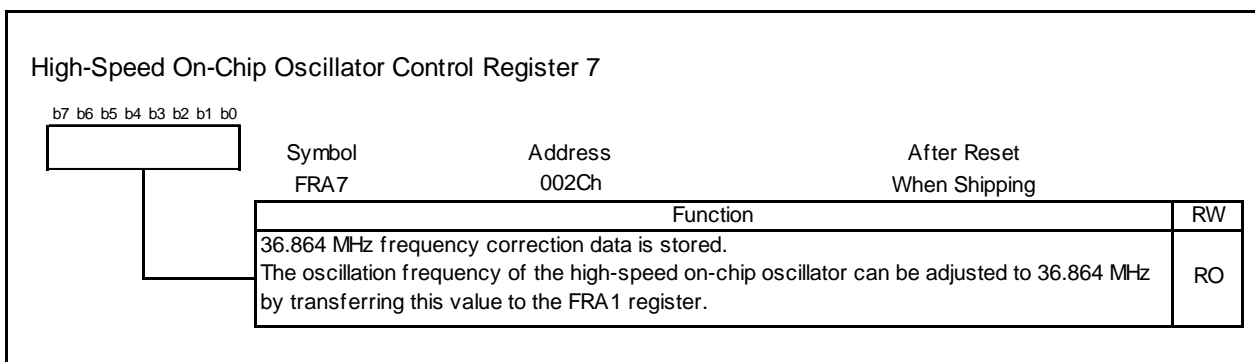 High-Speed On-Chip Oscillator Control Register 7
b7 b6 b5 b4 b3 b2 b1 b0
Symbol Address After Reset
FRA7 002Ch When Shipping
Function RW
36.864 MHz frequency correction data is stored.
The oscillation frequency of the high-speed on-chip oscillator can be adjusted to 36.864 MHz
by transferring this value to the FRA1 register.
RO